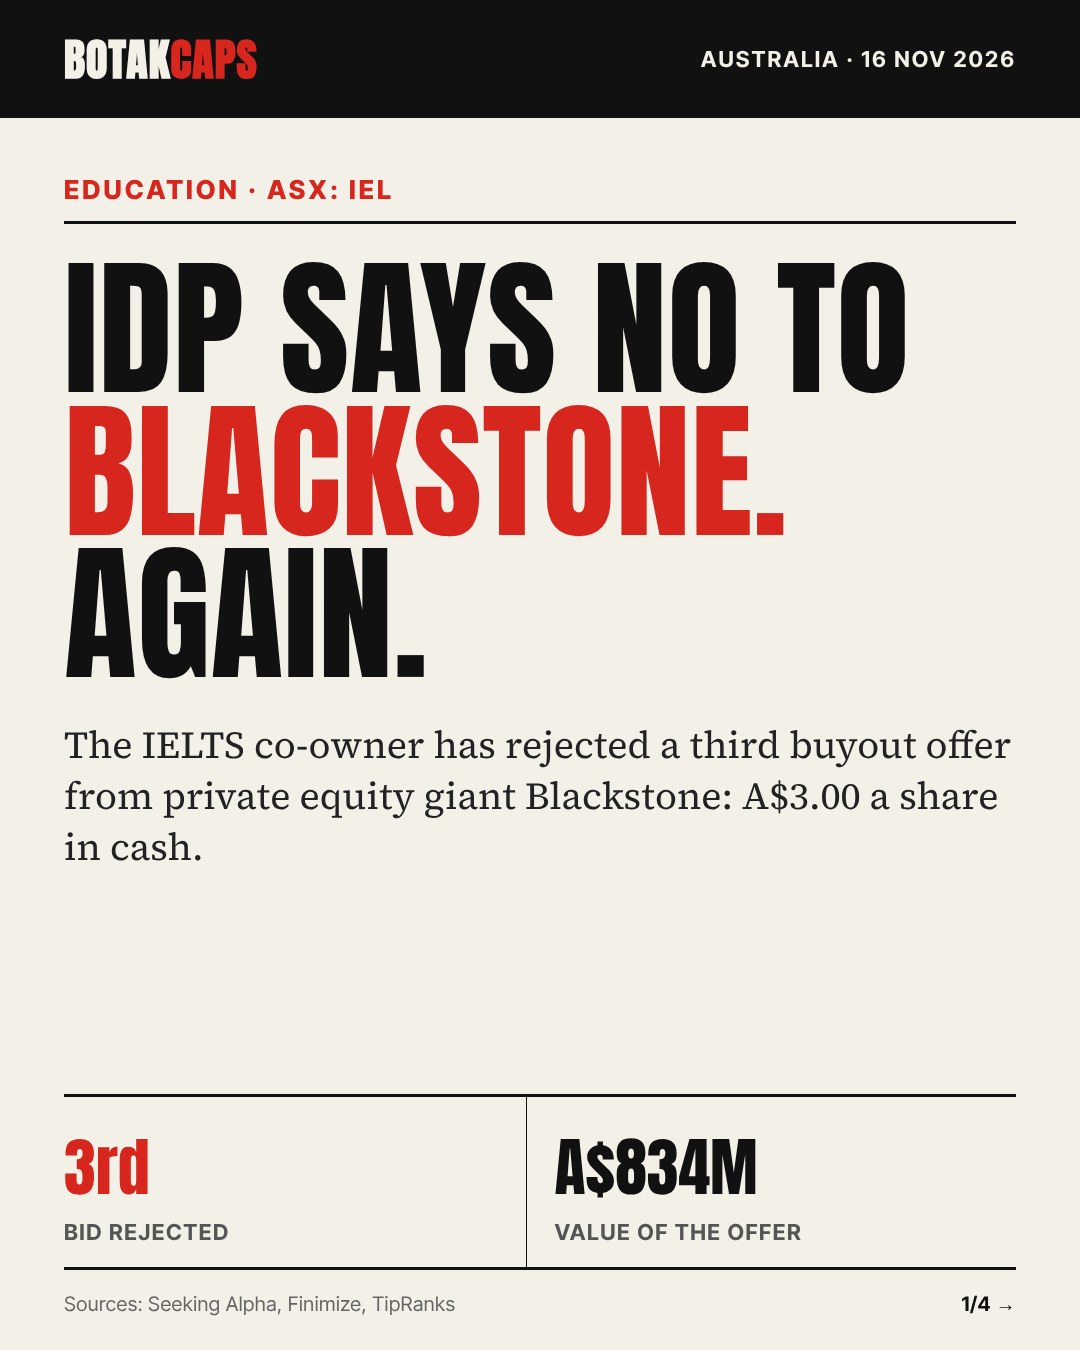 BOTAKCAPS
AUSTRALIA · 16 NOV 2026
EDUCATION · ASX: IEL
IDP SAYS NO TO
BLACKSTONE.
AGAIN.
The IELTS co-owner has rejected a third buyout offer
from private equity giant Blackstone: A$3.00 a share
in cash.
3rd
BID REJECTED
A$834M
VALUE OF THE OFFER
Sources: Seeking Alpha, Finimize, TipRanks
1/4 →